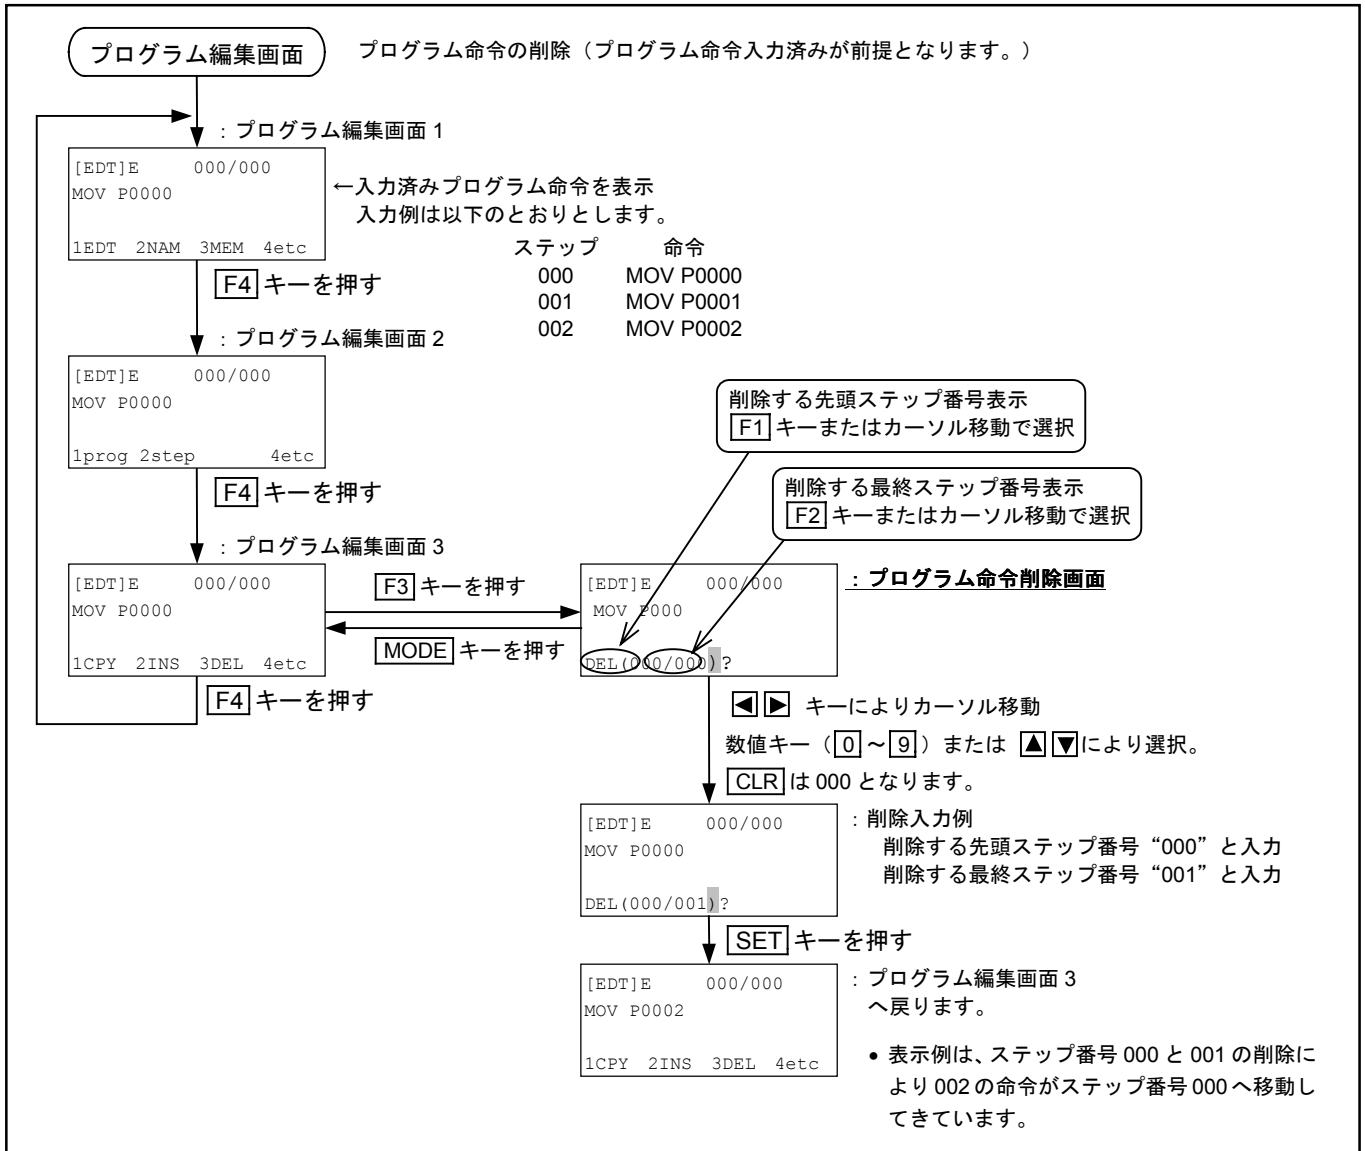 プログラム編集画面
プログラム命令の削除（プログラム命令入力済みが前提となります。）
：プログラム編集画面 1
[EDT]E 000/000
MOV P0000
1EDT 2NAM 3MEM 4etc
←入力済みプログラム命令を表示
入力例は以下のとおりとします。
ステップ 命令
000 MOV P0000
001 MOV P0001
002 MOV P0002
F4 キーを押す
：プログラム編集画面 2
[EDT]E 000/000
MOV P0000
1prog 2step 4etc
F4 キーを押す
削除する先頭ステップ番号表示
F1 キーまたはカーソル移動で選択
削除する最終ステップ番号表示
F2 キーまたはカーソル移動で選択
：プログラム編集画面 3
[EDT]E 000/000
MOV P0000
1CPY 2INS 3DEL 4etc
F3 キーを押す
MODE キーを押す
F4 キーを押す
[EDT]E 000/000
MOV P000
DEL(000/000)?
：プログラム命令削除画面
◀ ▶ キーによりカーソル移動
数値キー（0～9）または ▲ ▼により選択。
CLR は 000 となります。
[EDT]E 000/000
MOV P0000
DEL(000/001)?
：削除入力例
削除する先頭ステップ番号“000”と入力
削除する最終ステップ番号“001”と入力
SET キーを押す
[EDT]E 000/000
MOV P0002
1CPY 2INS 3DEL 4etc
：プログラム編集画面 3
へ戻ります。
• 表示例は、ステップ番号 000 と 001 の削除に
より 002 の命令がステップ番号 000 へ移動し
てきています。